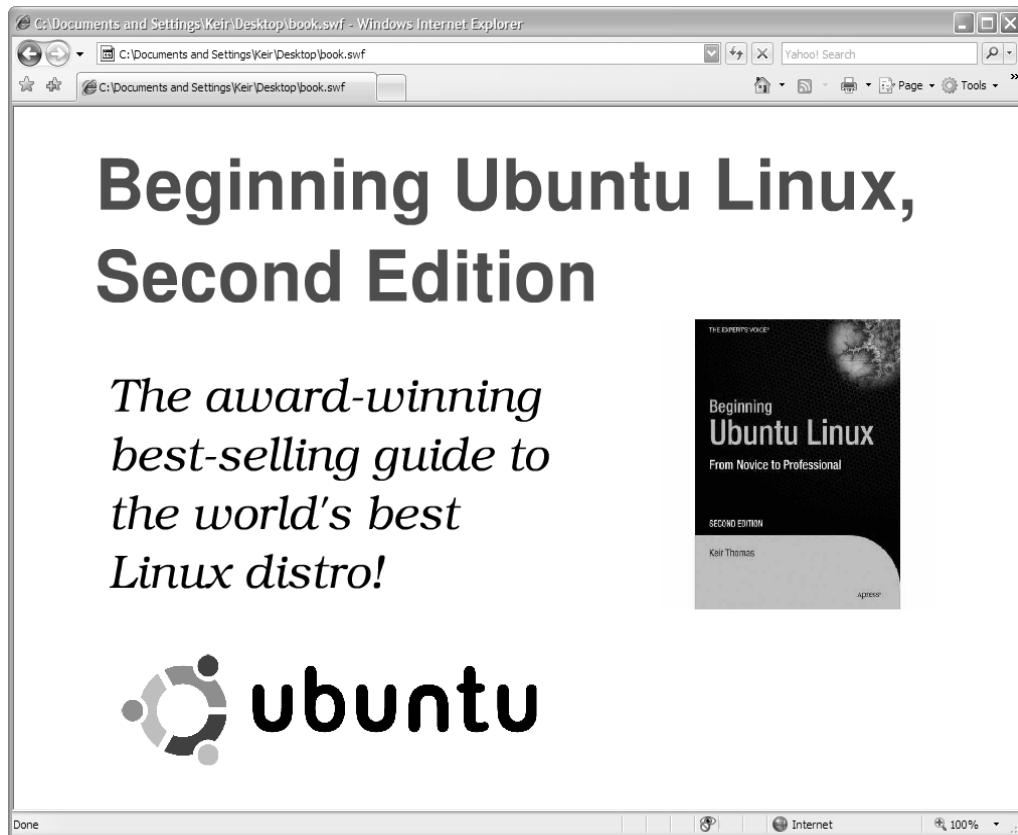 C:\Documents and Settings\Keir\Desktop\book.swf - Windows Internet Explorer
C:\Documents and Settings\Keir\Desktop\book.swf
Yahoo! Search
C:\Documents and Settings\Keir\Desktop\book.swf
Page
Tools
Beginning Ubuntu Linux,
Second Edition
The award-winning
best-selling guide to
the world's best
Linux distro!
THE EXPERT'S VOICE®
Beginning
Ubuntu Linux
From Novice to Professional
SECOND EDITION
Keir Thomas
Apress®
ubuntu
Done
Internet
100%